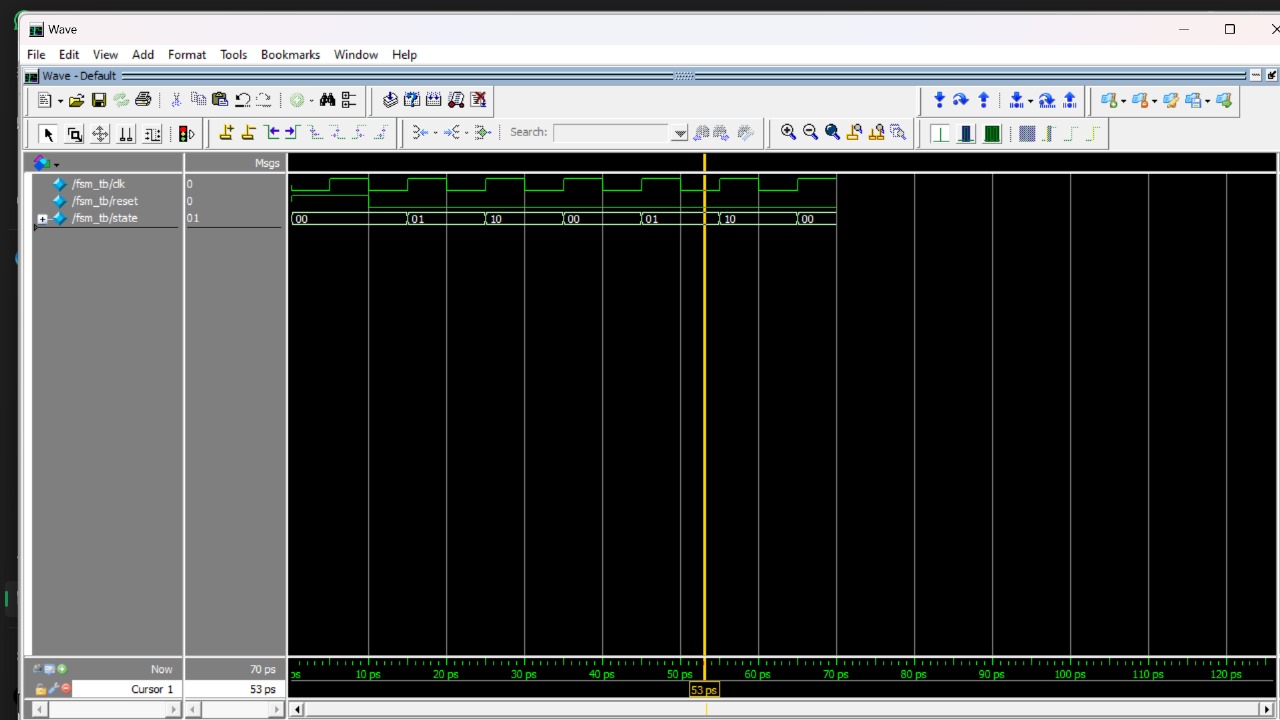 Wave
File Edit View Add Format Tools Bookmarks Window Help
Wave - Default
Search:
Msgs
/fsm_tb/clk 0
/fsm_tb/reset 0
/fsm_tb/state 01 00 01 10 00 01 10 00
Now 70 ps ps 10 ps 20 ps 30 ps 40 ps 50 ps 60 ps 70 ps 80 ps 90 ps 100 ps 110 ps 120 ps
Cursor 1 53 ps 53 ps